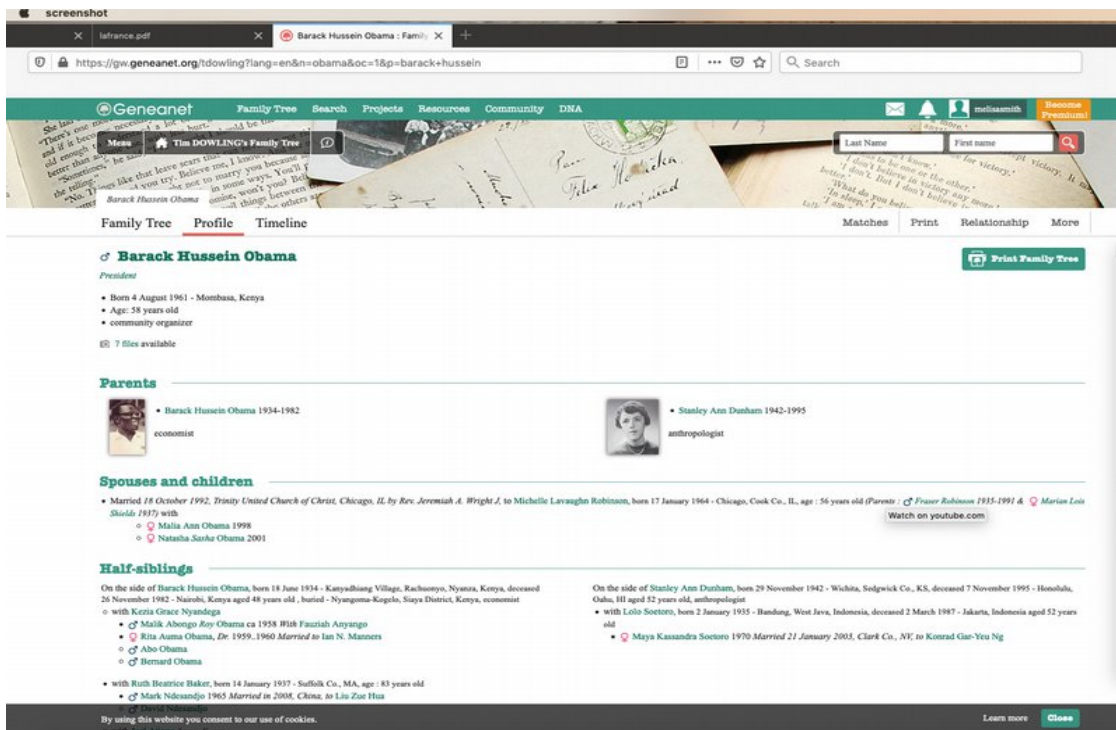 screenshot
lafrance.pdf
Barack Hussein Obama : Family
https://gw.geneanet.org/tdowling?lang=en&n=obama&oc=1&p=barack+hussein
Search
Geneanet Family Tree Search Projects Resources Community DNA melissasmith Become Premium!
Menu Tim DOWLING's Family Tree Last Name First name
Barack Hussein Obama
Family Tree Profile Timeline Matches Print Relationship More
♂ Barack Hussein Obama Print Family Tree
President
• Born 4 August 1961 - Mombasa, Kenya
• Age: 58 years old
• community organizer
7 files available
Parents
• Barack Hussein Obama 1934-1982
economist
• Stanley Ann Dunham 1942-1995
anthropologist
Spouses and children
• Married 18 October 1992, Trinity United Church of Christ, Chicago, IL by Rev. Jeremiah A. Wright J, to Michelle Lavaughn Robinson, born 17 January 1964 - Chicago, Cook Co., IL, age : 56 years old (Parents : ♂ Fraser Robinson 1935-1991 & ♀ Marian Lois
Shields 1937) with
♀ Malia Ann Obama 1998
♀ Natasha Sasha Obama 2001
Watch on youtube.com
Half-siblings
On the side of Barack Hussein Obama, born 18 June 1934 - Kanyadhiang Village, Rachuonyo, Nyanza, Kenya, deceased
26 November 1982 - Nairobi, Kenya aged 48 years old , buried - Nyangoma-Kogelo, Siaya District, Kenya, economist
with Kezia Grace Nyandega
• ♂ Malik Abongo Roy Obama ca 1958 With Fauziah Anyango
• ♀ Rita Auma Obama, Dr. 1959..1960 Married to Ian N. Manners
♂ Abo Obama
♂ Bernard Obama
• with Ruth Beatrice Baker, born 14 January 1937 - Suffolk Co., MA, age : 83 years old
• ♂ Mark Ndesandjo 1965 Married in 2008, China, to Liu Zue Hua
♂ David Ndesandjo
On the side of Stanley Ann Dunham, born 29 November 1942 - Wichita, Sedgwick Co., KS, deceased 7 November 1995 - Honolulu,
Oahu, HI aged 52 years old, anthropologist
• with Lolo Soetoro, born 2 January 1935 - Bandung, West Java, Indonesia, deceased 2 March 1987 - Jakarta, Indonesia aged 52 years
old
• ♀ Maya Kassandra Soetoro 1970 Married 21 January 2003, Clark Co., NV, to Konrad Gar-Yeu Ng
By using this website you consent to our use of cookies. Learn more Close